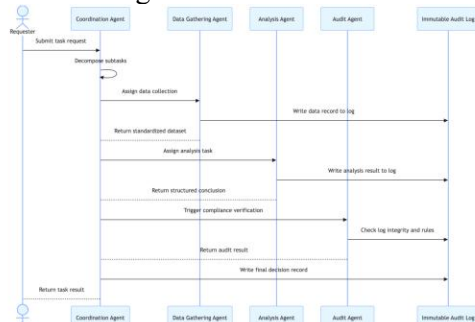 Coordination Agent
Data Gathering Agent
Analysis Agent
Audit Agent
Immutable Audit Log
Requester
Submit task request
Decompose subtasks
Assign data collection
Write data record to log
Return standardized dataset
Assign analysis task
Write analysis result to log
Return structured conclusion
Trigger compliance verification
Check log integrity and rules
Return audit result
Write final decision record
Return task result
Coordination Agent
Data Gathering Agent
Analysis Agent
Audit Agent
Immutable Audit Log